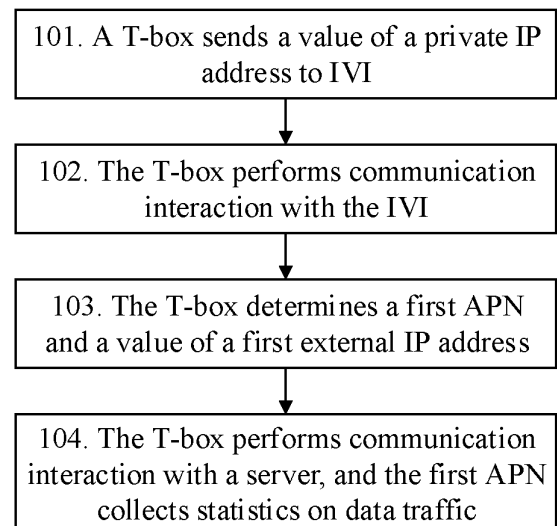 101. A T-box sends a value of a private IP
address to IVI
102. The T-box performs communication
interaction with the IVI
103. The T-box determines a first APN
and a value of a first external IP address
104. The T-box performs communication
interaction with a server, and the first APN
collects statistics on data traffic